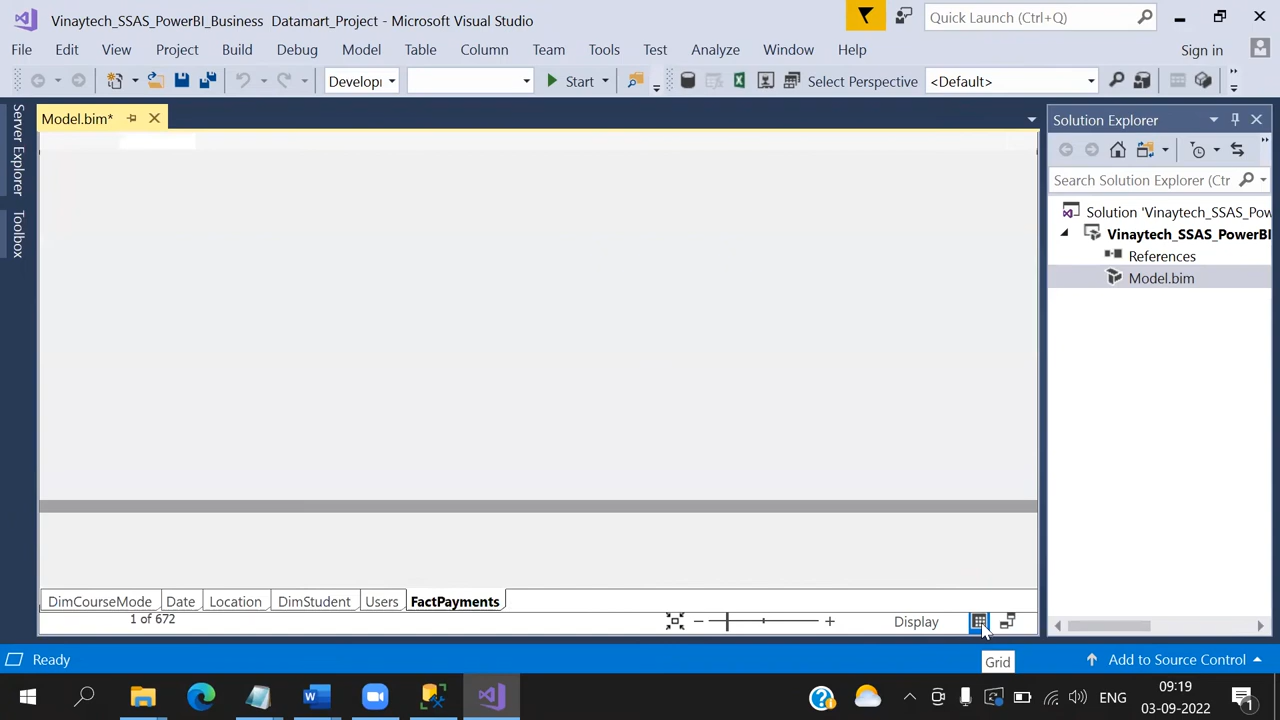 Vinaytech_SSAS_PowerBI_Business   Datamart_Project - Microsoft Visual Studio
Quick Launch (Ctrl+Q)
File Edit View Project Build Debug Model Table Column Team Tools Test Analyze Window Help Sign in
Develop Start Select Perspective <Default>
Model.bim*
Solution Explorer
Server Explorer
Toolbox
Search Solution Explorer (Ctr
Solution 'Vinaytech_SSAS_Pow
Vinaytech_SSAS_PowerBI
References
Model.bim
DimCourseMode Date Location DimStudent Users FactPayments
1 of 672
Display
Grid
Ready
Add to Source Control
ENG
09:19
03-09-2022
1